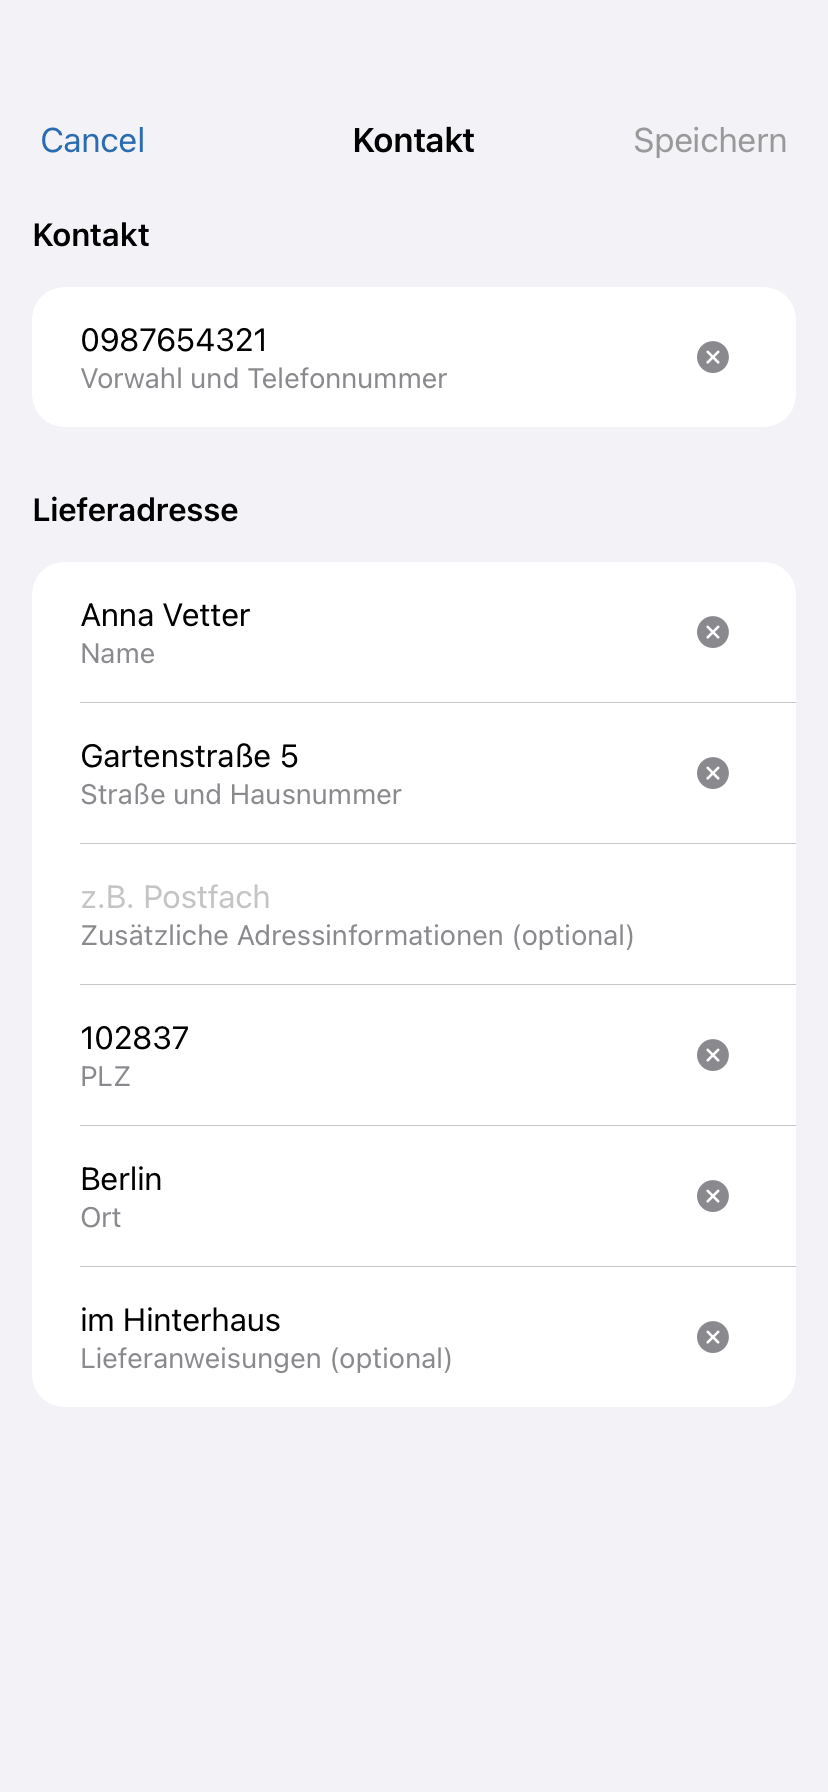 Cancel Kontakt Speichern
Kontakt
0987654321
Vorwahl und Telefonnummer
Lieferadresse
Anna Vetter
Name
Gartenstraße 5
Straße und Hausnummer
z.B. Postfach
Zusätzliche Adressinformationen (optional)
102837
PLZ
Berlin
Ort
im Hinterhaus
Lieferanweisungen (optional)